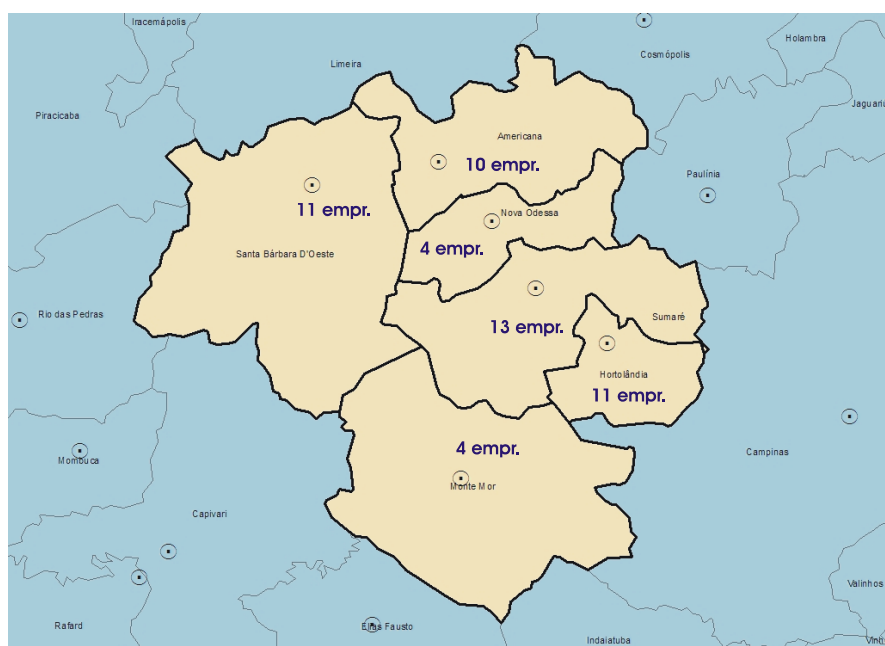 Iracemápolis
Holambra
Cosmópolis
Limeira
Piracicaba
Americana
10 empr.
Paulínia
11 empr.
Nova Odessa
4 empr.
Santa Bárbara D'Oeste
Rio das Pedras
Sumaré
13 empr.
Hortolândia
11 empr.
4 empr.
Campinas
Mombuca
Monte Mor
Capivari
Valinhos
Rafard
Elias Fausto
Indaiatuba